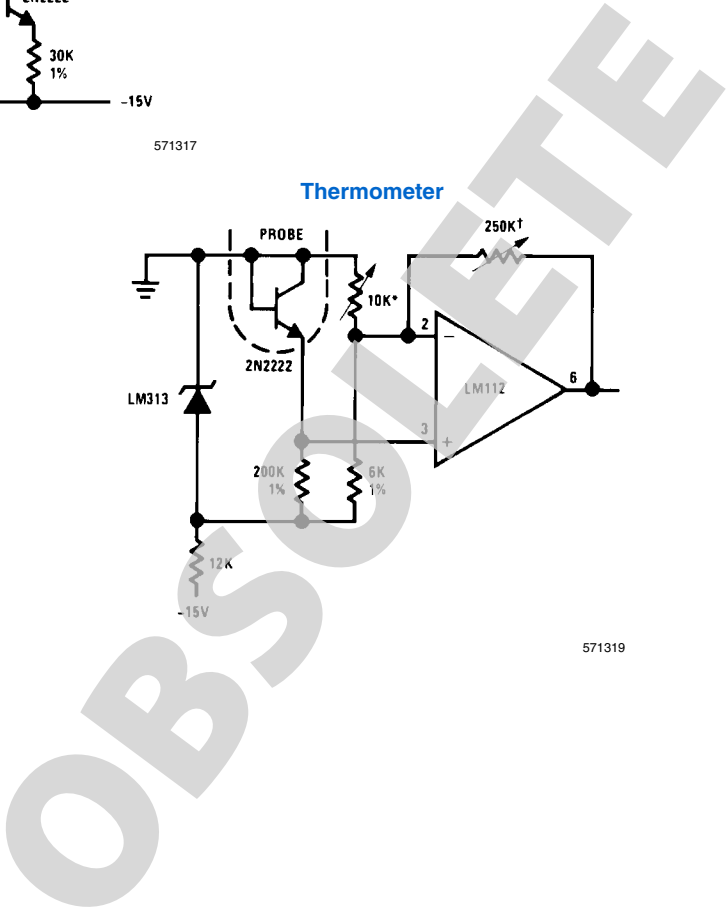 2N2222
30K
1%
-15V
571317
Thermometer
PROBE
250K†
10K*
2
2N2222
LM313
LM112
6
3
200K
1%
6K
1%
12K
-15V
571319
OBSOLETE